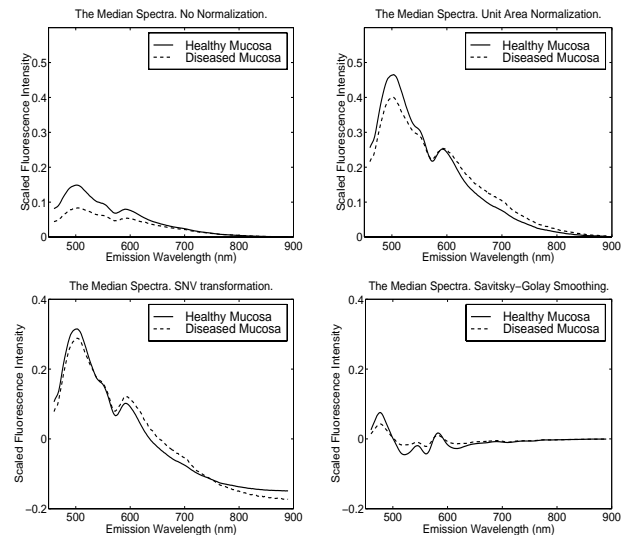 The Median Spectra. No Normalization.
Healthy Mucosa
Diseased Mucosa
Scaled Fluorescence Intensity
0.5
0.4
0.3
0.2
0.1
0
500 600 700 800 900
Emission Wavelength (nm)
The Median Spectra. Unit Area Normalization.
Healthy Mucosa
Diseased Mucosa
Scaled Fluorescence Intensity
0.5
0.4
0.3
0.2
0.1
0
500 600 700 800 900
Emission Wavelength (nm)
The Median Spectra. SNV transformation.
Healthy Mucosa
Diseased Mucosa
Scaled Fluorescence Intensity
0.4
0.2
0
−0.2
500 600 700 800 900
Emission Wavelength (nm)
The Median Spectra. Savitsky−Golay Smoothing.
Healthy Mucosa
Diseased Mucosa
Scaled Fluorescence Intensity
0.4
0.2
0
−0.2
500 600 700 800 900
Emission Wavelength (nm)